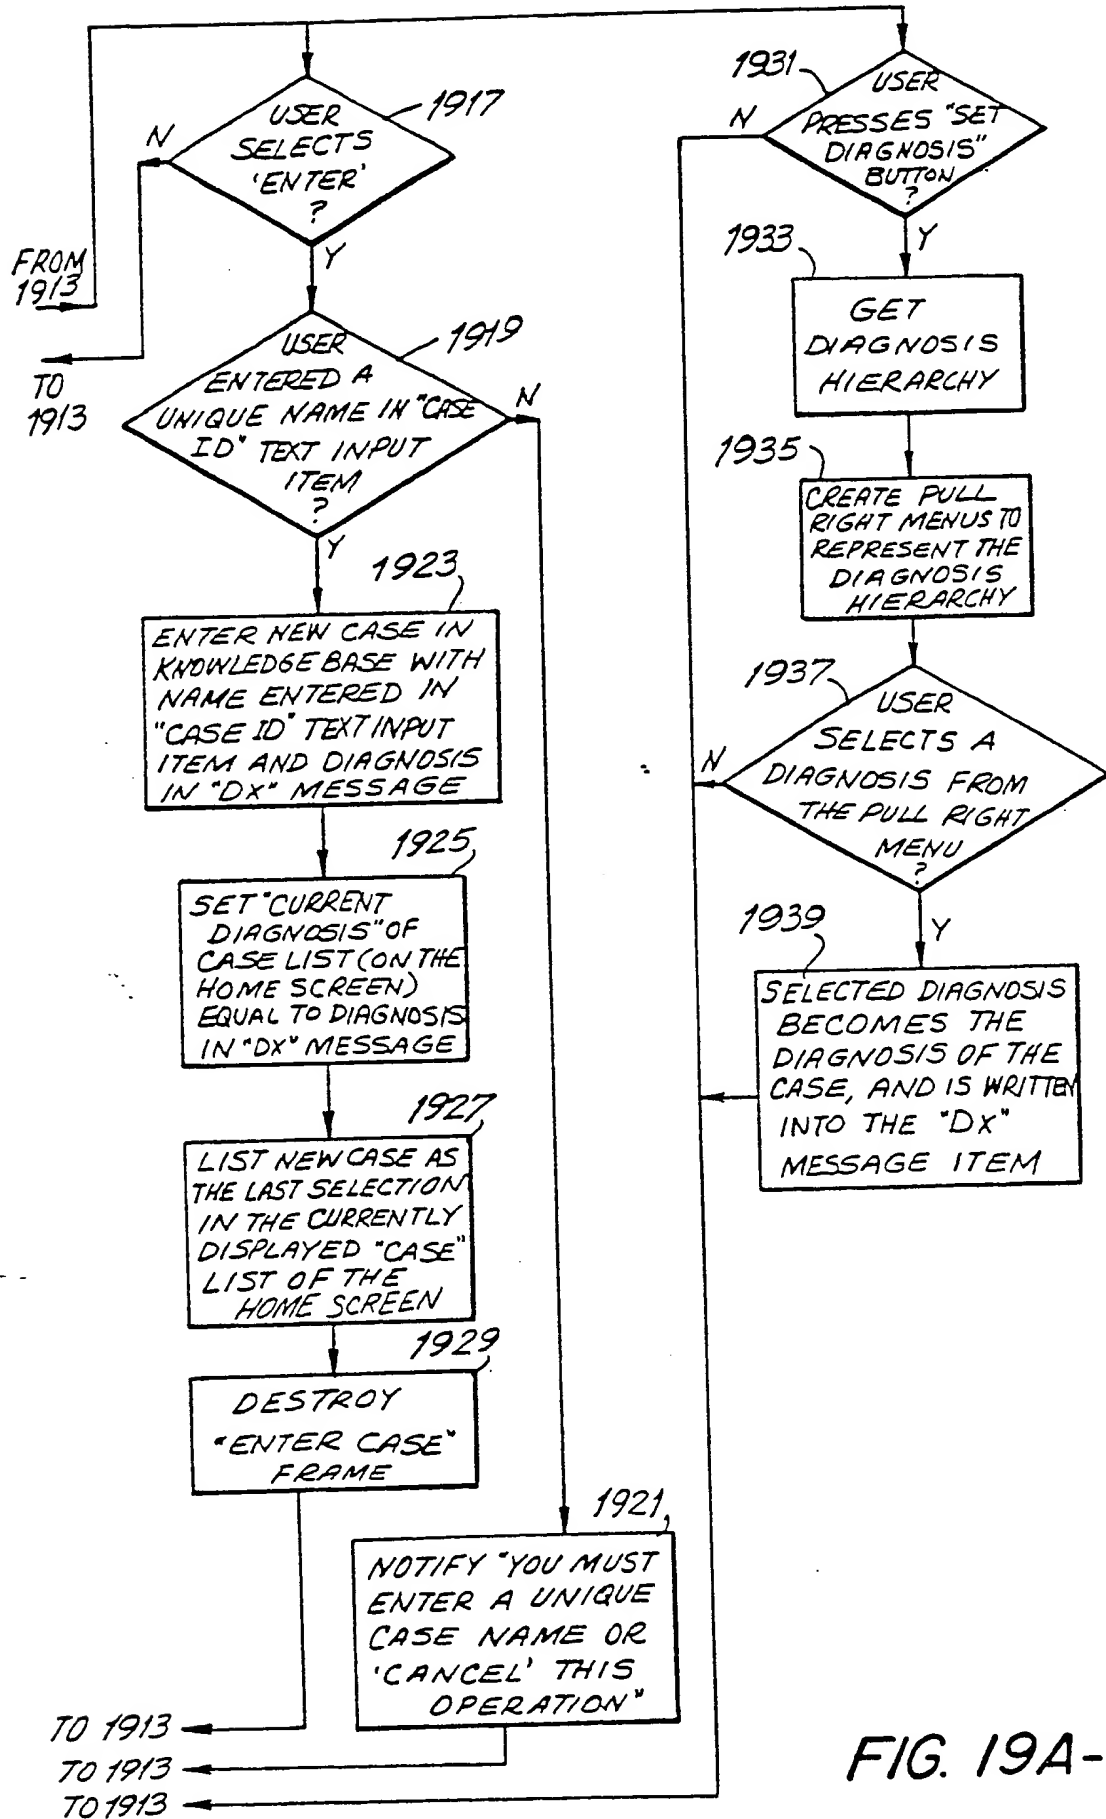 1917
USER
SELECTS
'ENTER'
?
N
Y
FROM
1913
TO
1913
1919
USER
ENTERED A
UNIQUE NAME IN "CASE
ID" TEXT INPUT
ITEM
?
N
Y
1923
ENTER NEW CASE IN
KNOWLEDGE BASE WITH
NAME ENTERED IN
"CASE ID" TEXT INPUT
ITEM AND DIAGNOSIS
IN "DX" MESSAGE
1925
SET "CURRENT
DIAGNOSIS" OF
CASE LIST (ON THE
HOME SCREEN)
EQUAL TO DIAGNOSIS
IN "DX" MESSAGE
1927
LIST NEW CASE AS
THE LAST SELECTION
IN THE CURRENTLY
DISPLAYED "CASE"
LIST OF THE
HOME SCREEN
1929
DESTROY
"ENTER CASE"
FRAME
1921
NOTIFY "YOU MUST
ENTER A UNIQUE
CASE NAME OR
'CANCEL' THIS
OPERATION"
TO 1913
TO 1913
TO 1913
1931
USER
PRESSES "SET
DIAGNOSIS"
BUTTON
?
N
Y
1933
GET
DIAGNOSIS
HIERARCHY
1935
CREATE PULL
RIGHT MENUS TO
REPRESENT THE
DIAGNOSIS
HIERARCHY
1937
USER
SELECTS A
DIAGNOSIS FROM
THE PULL RIGHT
MENU
?
N
Y
1939
SELECTED DIAGNOSIS
BECOMES THE
DIAGNOSIS OF THE
CASE, AND IS WRITTEN
INTO THE "DX"
MESSAGE ITEM
FIG. 19A-